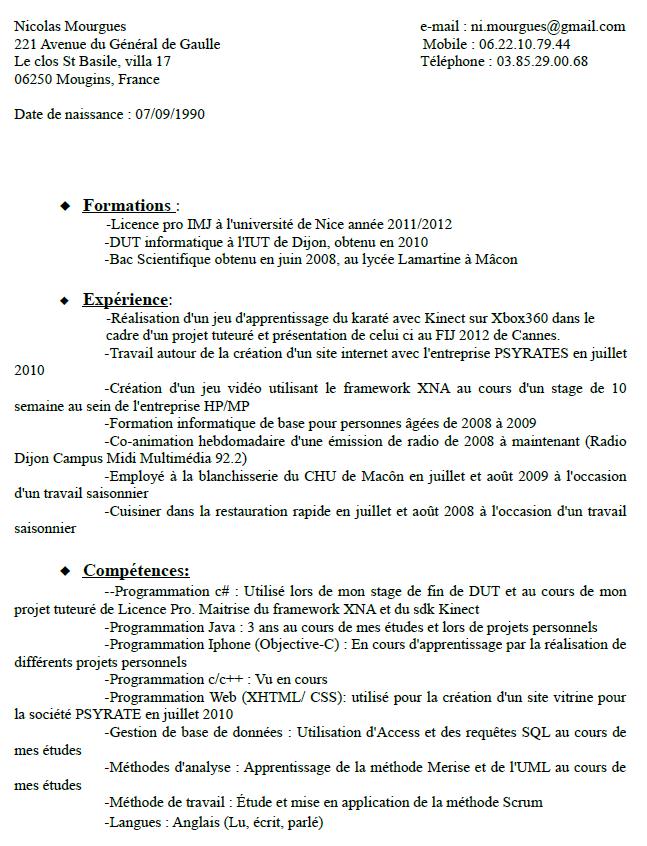 Nicolas Mourgues
e-mail : ni.mourgues@gmail.com
221 Avenue du Général de Gaulle
Mobile : 06.22.10.79.44
Le clos St Basile, villa 17
Téléphone : 03.85.29.00.68
06250 Mougins, France
Date de naissance : 07/09/1990
◆ Formations :
-Licence pro IMJ à l'université de Nice année 2011/2012
-DUT informatique à l'IUT de Dijon, obtenu en 2010
-Bac Scientifique obtenu en juin 2008, au lycée Lamartine à Mâcon
◆ Expérience:
-Réalisation d'un jeu d'apprentissage du karaté avec Kinect sur Xbox360 dans le
cadre d'un projet tuteuré et présentation de celui ci au FIJ 2012 de Cannes.
-Travail autour de la création d'un site internet avec l'entreprise PSYRATES en juillet
2010
-Création d'un jeu vidéo utilisant le framework XNA au cours d'un stage de 10
semaine au sein de l'entreprise HP/MP
-Formation informatique de base pour personnes âgées de 2008 à 2009
-Co-animation hebdomadaire d'une émission de radio de 2008 à maintenant (Radio
Dijon Campus Midi Multimédia 92.2)
-Employé à la blanchisserie du CHU de Macôn en juillet et août 2009 à l'occasion
d'un travail saisonnier
-Cuisiner dans la restauration rapide en juillet et août 2008 à l'occasion d'un travail
saisonnier
◆ Compétences:
--Programmation c# : Utilisé lors de mon stage de fin de DUT et au cours de mon
projet tuteuré de Licence Pro. Maitrise du framework XNA et du sdk Kinect
-Programmation Java : 3 ans au cours de mes études et lors de projets personnels
-Programmation Iphone (Objective-C) : En cours d'apprentissage par la réalisation de
différents projets personnels
-Programmation c/c++ : Vu en cours
-Programmation Web (XHTML/ CSS): utilisé pour la création d'un site vitrine pour
la société PSYRATE en juillet 2010
-Gestion de base de données : Utilisation d'Access et des requêtes SQL au cours de
mes études
-Méthodes d'analyse : Apprentissage de la méthode Merise et de l'UML au cours de
mes études
-Méthode de travail : Étude et mise en application de la méthode Scrum
-Langues : Anglais (Lu, écrit, parlé)